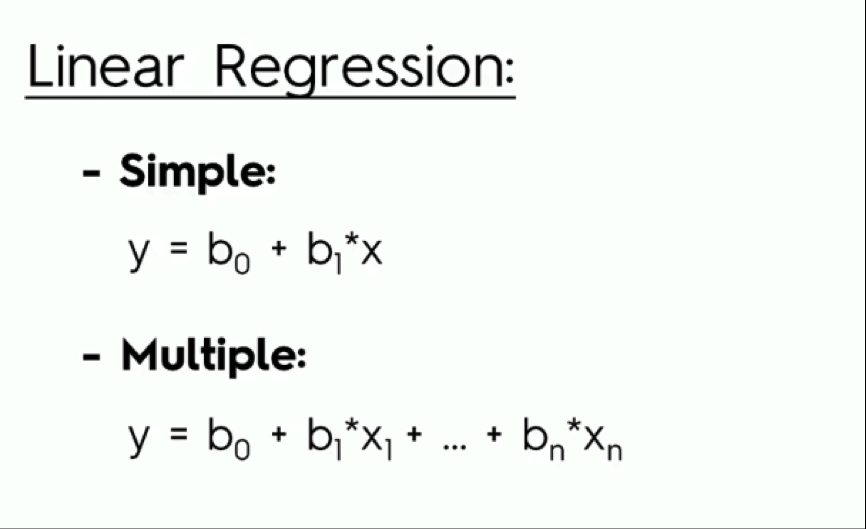 Linear Regression:
- Simple:
y = b₀ + b₁*x
- Multiple:
y = b₀ + b₁*x₁ + ... + bₙ*xₙ